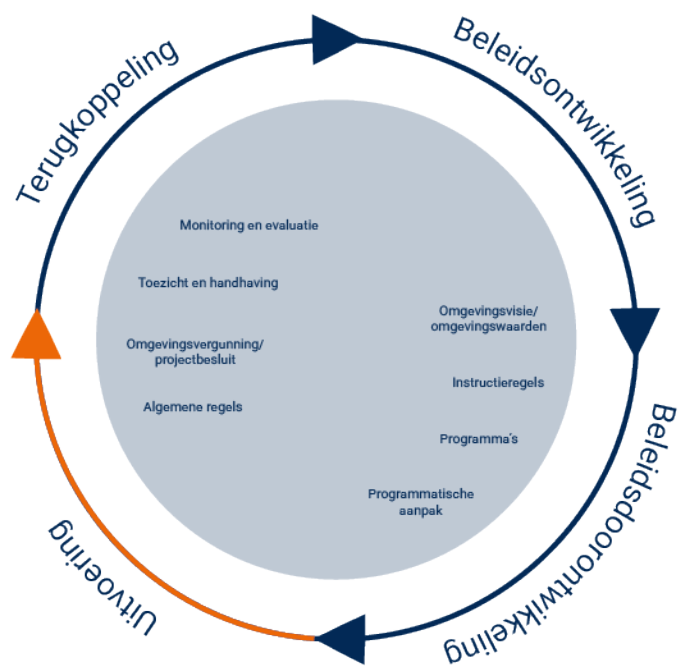 Beleidsontwikkeling
Beleidsdoorontwikkeling
Uitvoering
Terugkoppeling
Monitoring en evaluatie
Toezicht en handhaving
Omgevingsvergunning/
projectbesluit
Algemene regels
Omgevingsvisie/
omgevingswaarden
Instructieregels
Programma's
Programmatische
aanpak